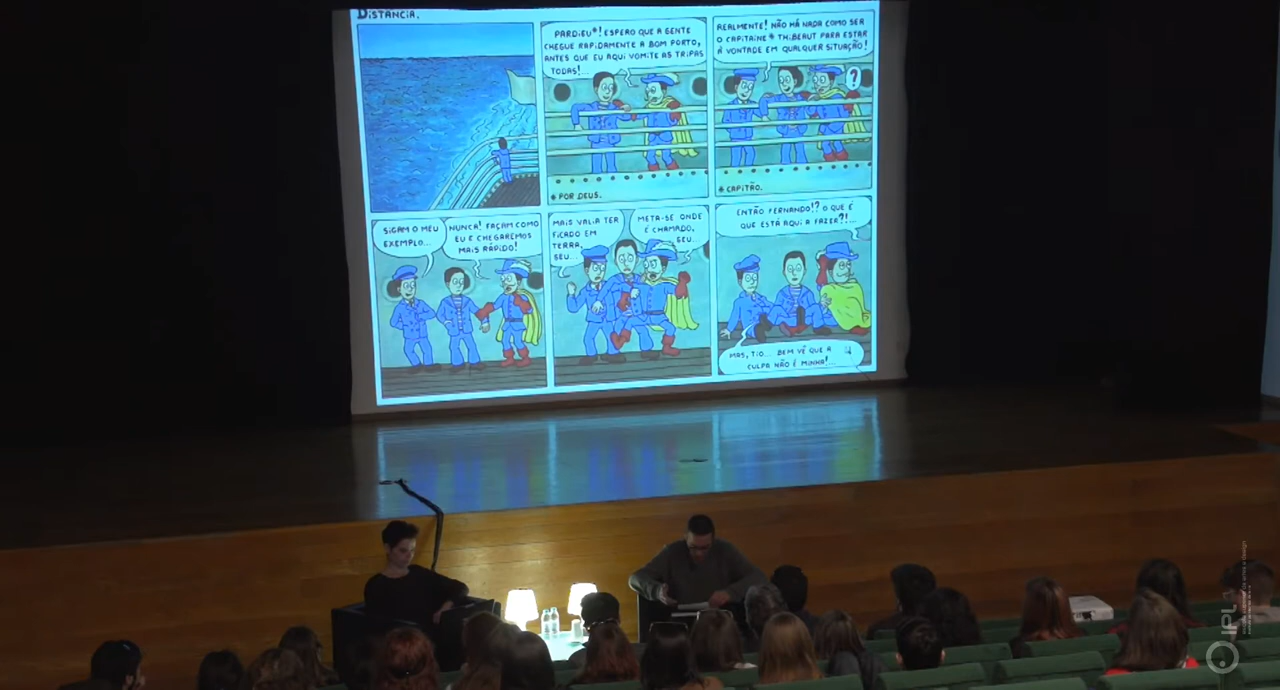 DISTÂNCIA.
PARDIEU*! ESPERO QUE A GENTE
CHEGUE RAPIDAMENTE A BOM PORTO,
ANTES QUE EU AQUI VOMITE AS TRIPAS
TODAS!...
* POR DEUS.
REALMENTE! NÃO HÁ NADA COMO SER
O CAPITAINE* THIBEAUT PARA ESTAR
À VONTADE EM QUALQUER SITUAÇÃO!
?
* CAPITÃO.
SIGAM O MEU
EXEMPLO...
NUNCA! FAÇAM COMO
EU E CHEGAREMOS
MAIS RÁPIDO!
MAIS VALIA TER
FICADO EM
TERRA,
SEU...
META-SE ONDE
É CHAMADO,
SEU...
ENTÃO FERNANDO!? O QUE É
QUE ESTÁ AQUI A FAZER?!...
MAS, TIO... BEM VÊ QUE A
CULPA NÃO É MINHA!...
IPL